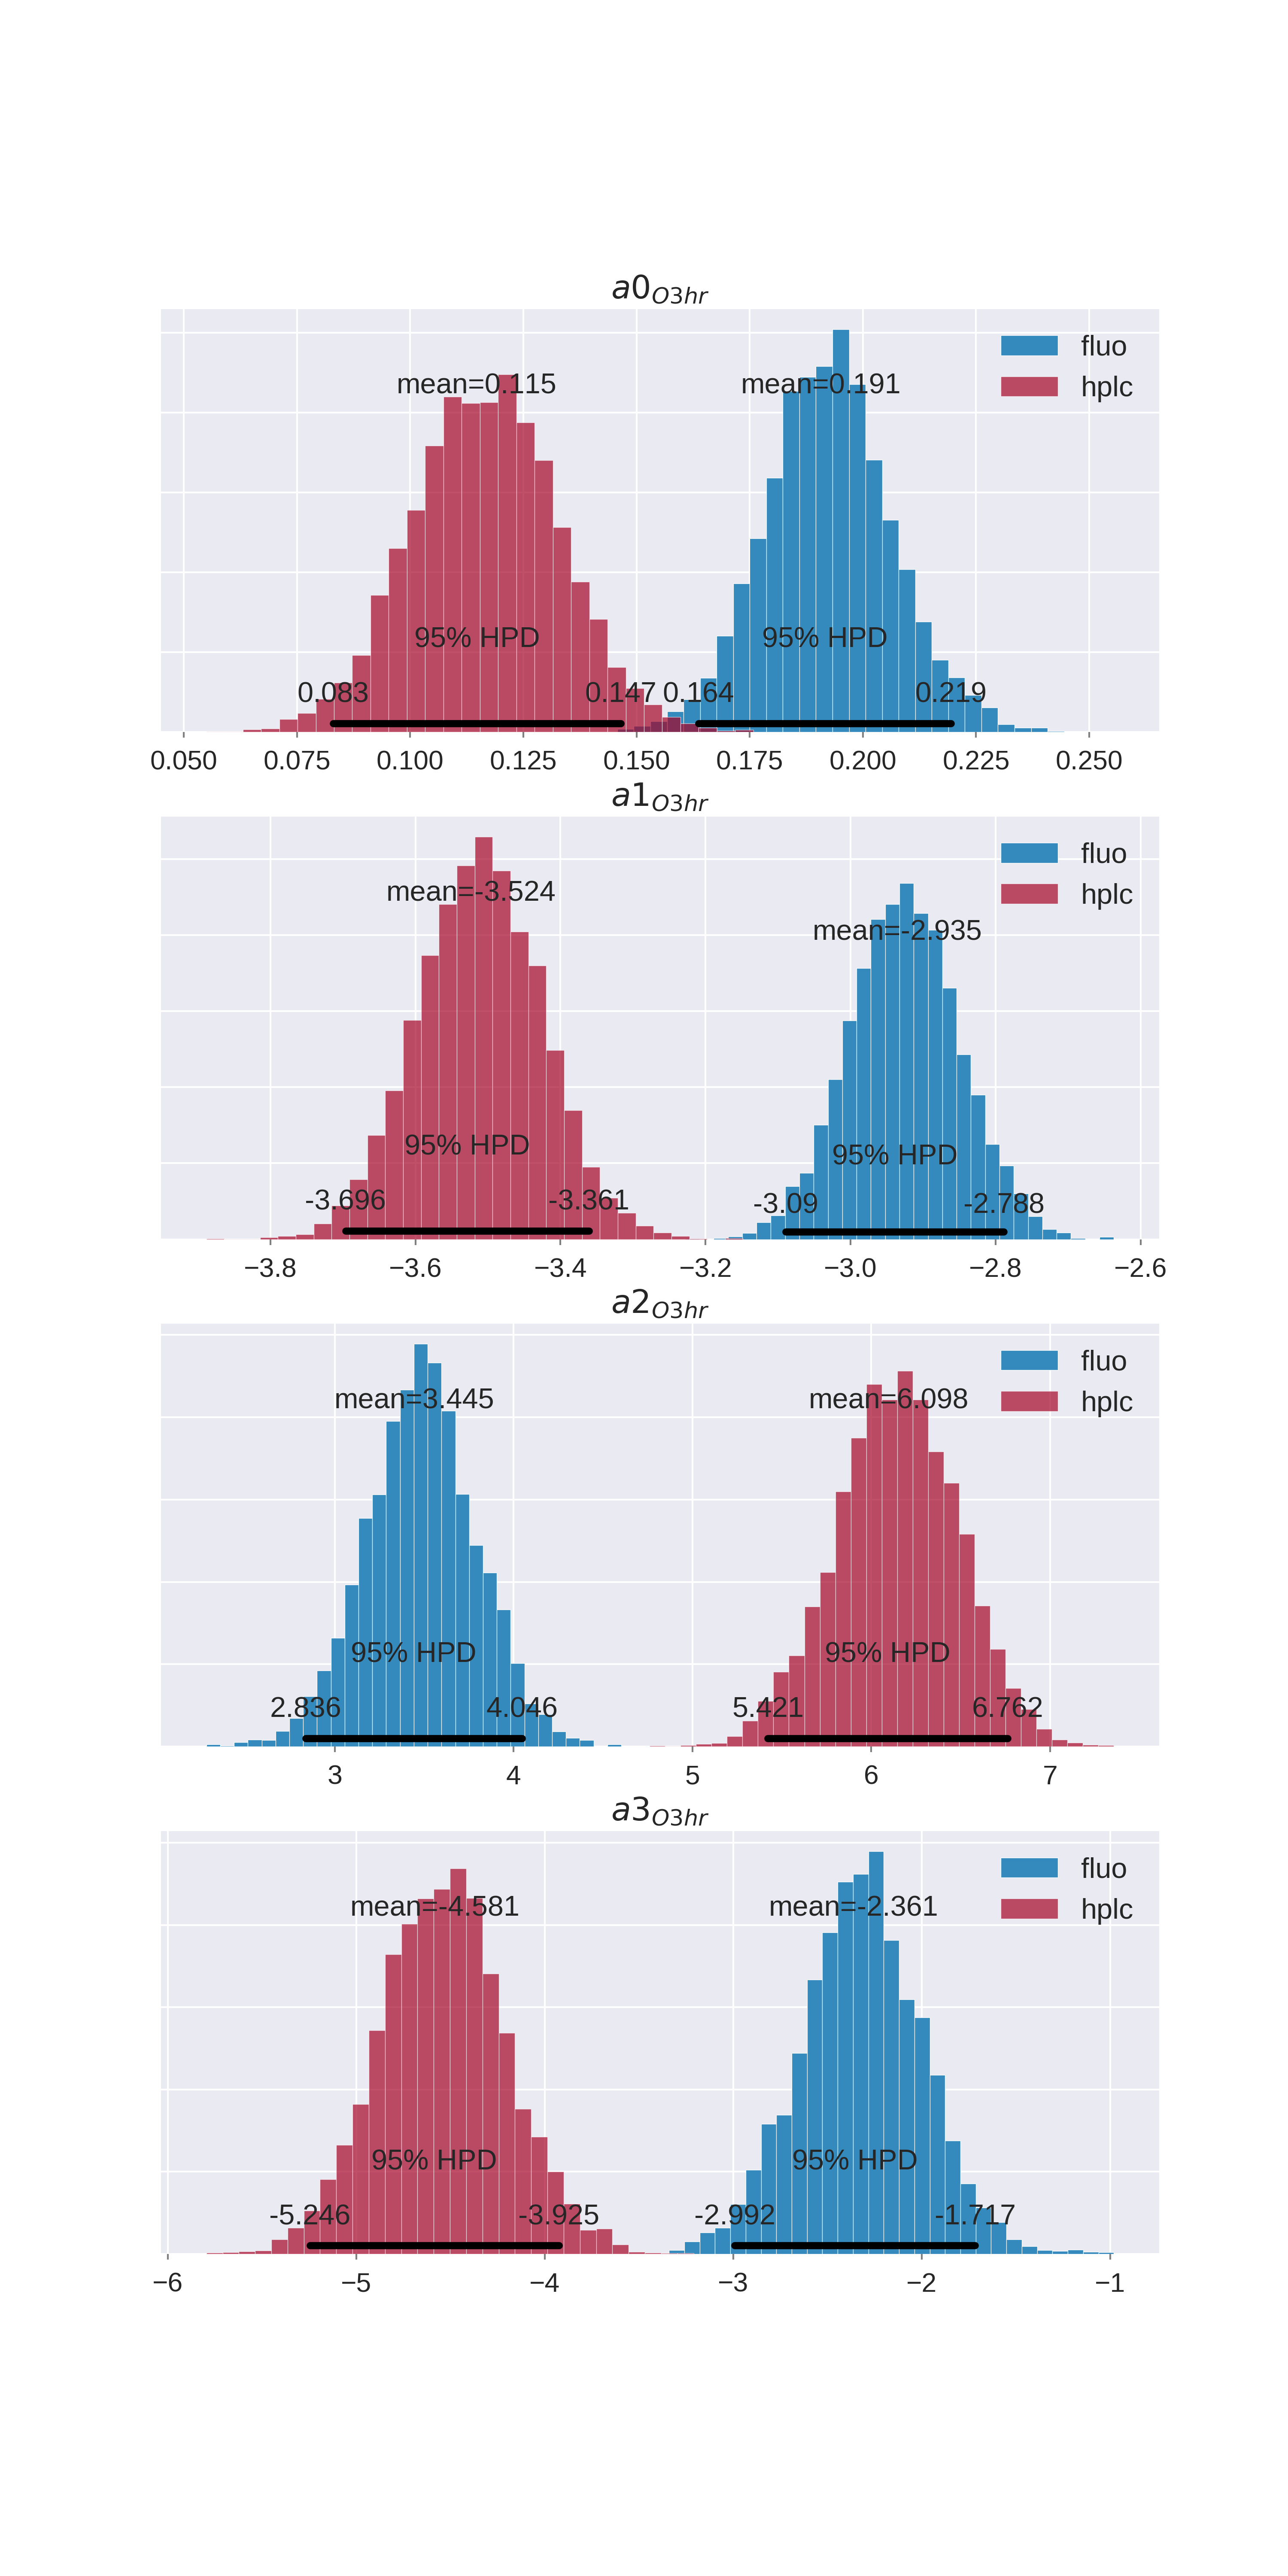 a0O3hr
fluo
mean=0.115 mean=0.191
hplc
95% HPD 95% HPD
0.083 0.147 0.164 0.219
0.050 0.075 0.100 0.125 0.150 0.175 0.200 0.225 0.250
a1O3hr
fluo
mean=-3.524 hplc
mean=-2.935
95% HPD 95% HPD
-3.696 -3.361 -3.09 -2.788
−3.8 −3.6 −3.4 −3.2 −3.0 −2.8 −2.6
a2O3hr
fluo
mean=3.445 mean=6.098 hplc
95% HPD 95% HPD
2.836 4.046 5.421 6.762
3 4 5 6 7
a3O3hr
fluo
mean=-4.581 mean=-2.361 hplc
95% HPD 95% HPD
-5.246 -3.925 -2.992 -1.717
−6 −5 −4 −3 −2 −1